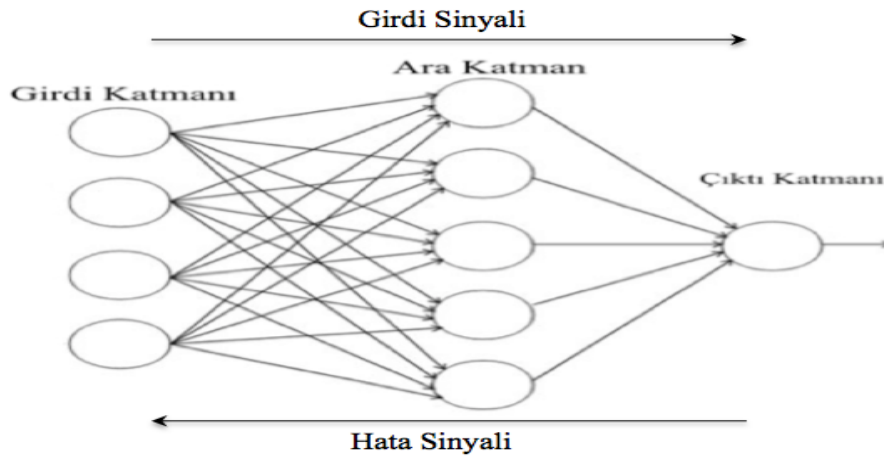 Girdi Sinyali
Ara Katman
Girdi Katmanı
Çıktı Katmanı
Hata Sinyali